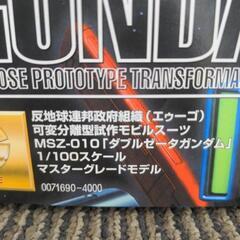 GUNDA
OSE PROTOTYPE TRANSFORMA
反地球連邦政府組織（エゥーゴ）
可変分離型試作モビルスーツ
MSZ-010「ダブルゼータガンダム」
1/100スケール
マスターグレードモデル
0071690-4000